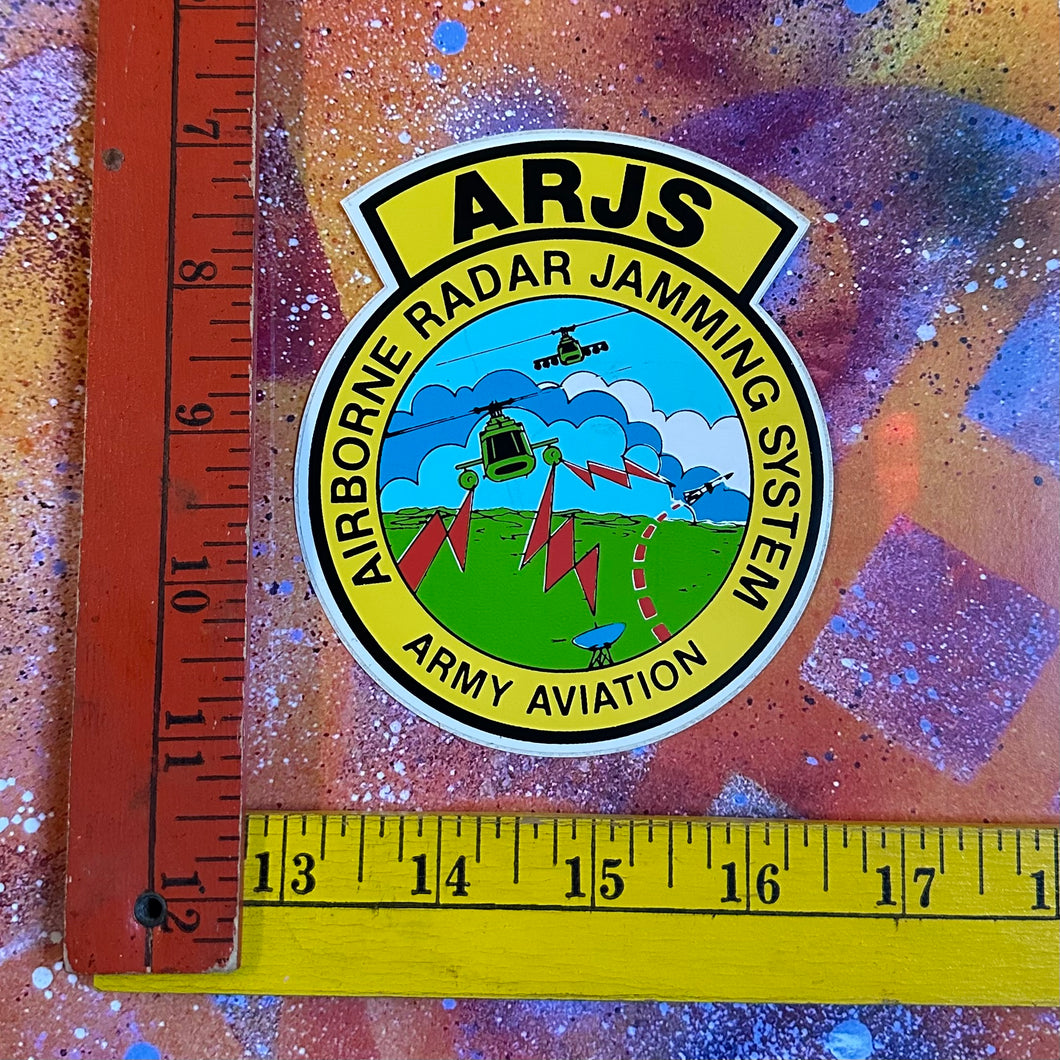 ARJS
AIRBORNE RADAR JAMMING SYSTEM
ARMY AVIATION
7
8
9
10
11
12
13 14 15 16 17